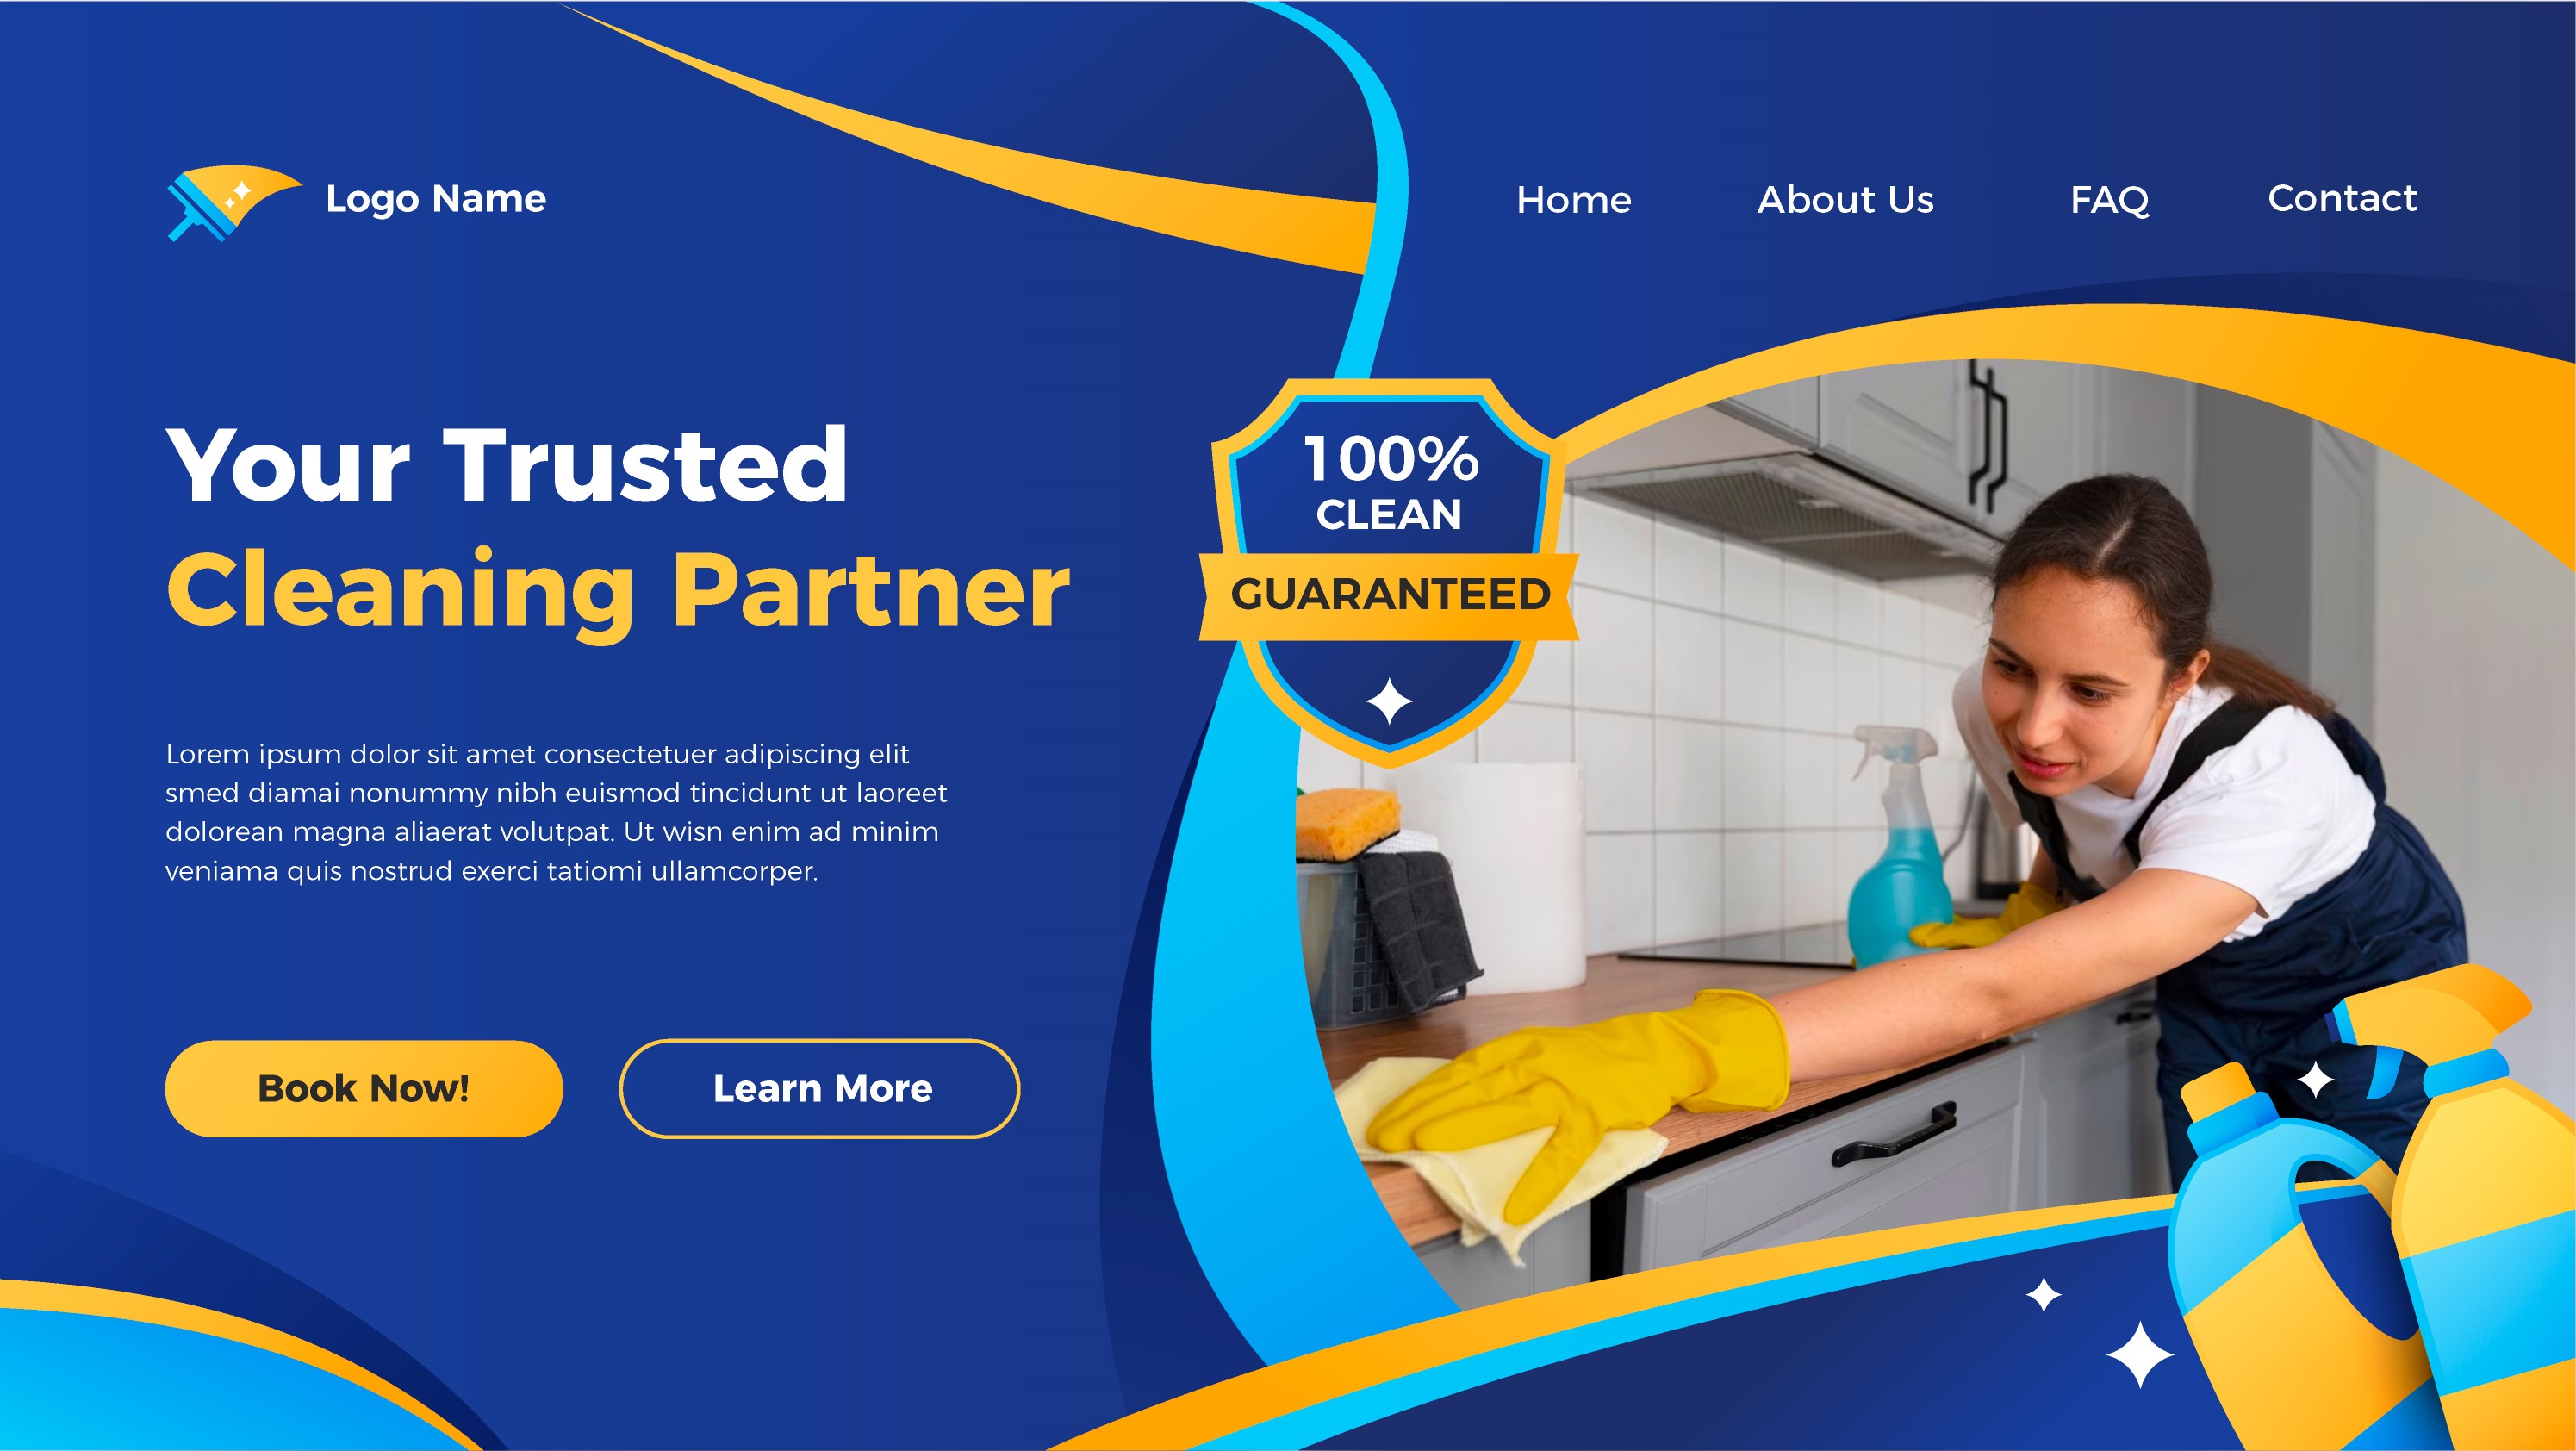 Logo Name
Home
About Us
FAQ
Contact
Your Trusted
Cleaning Partner
100%
CLEAN
GUARANTEED
Lorem ipsum dolor sit amet consectetuer adipiscing elit
smed diamai nonummy nibh euismod tincidunt ut laoreet
dolorean magna aliaerat volutpat. Ut wisn enim ad minim
veniama quis nostrud exerci tatiomi ullamcorper.
Book Now!
Learn More